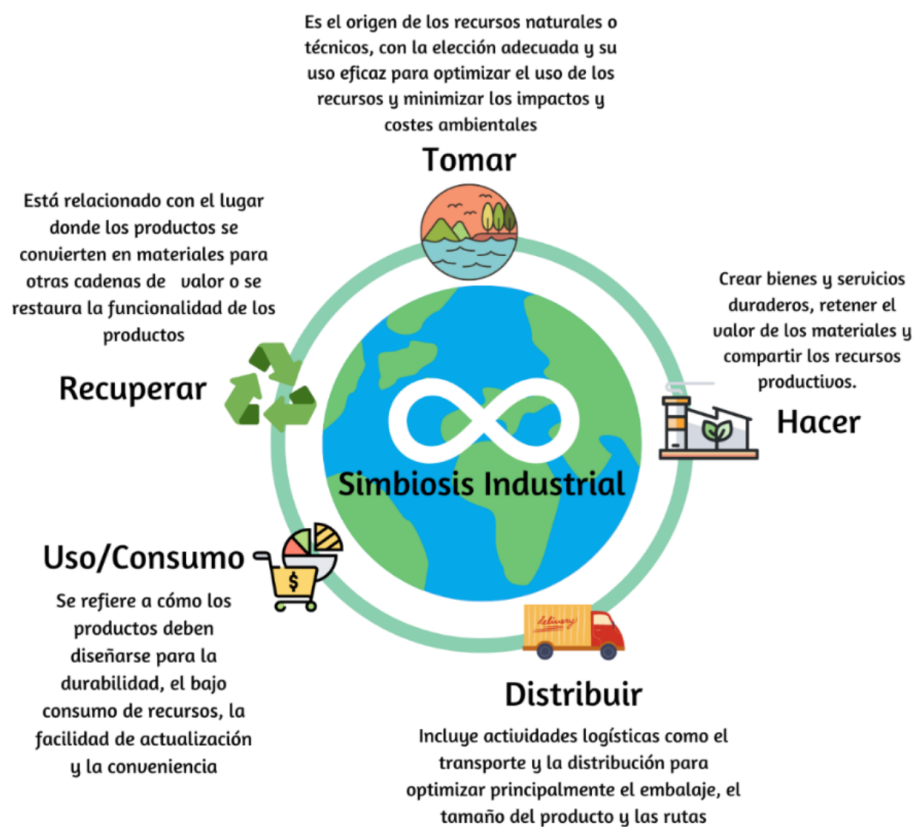 Es el origen de los recursos naturales o
técnicos, con la elección adecuada y su
uso eficaz para optimizar el uso de los
recursos y minimizar los impactos y
costes ambientales
Tomar
Está relacionado con el lugar
donde los productos se
convierten en materiales para
otras cadenas de valor o se
restaura la funcionalidad de los
productos
Recuperar
Crear bienes y servicios
duraderos, retener el
valor de los materiales y
compartir los recursos
productivos.
Hacer
Simbiosis Industrial
Uso/Consumo
$
Se refiere a cómo los
productos deben
diseñarse para la
durabilidad, el bajo
consumo de recursos, la
facilidad de actualización
y la conveniencia
delivery
Distribuir
Incluye actividades logísticas como el
transporte y la distribución para
optimizar principalmente el embalaje, el
tamaño del producto y las rutas